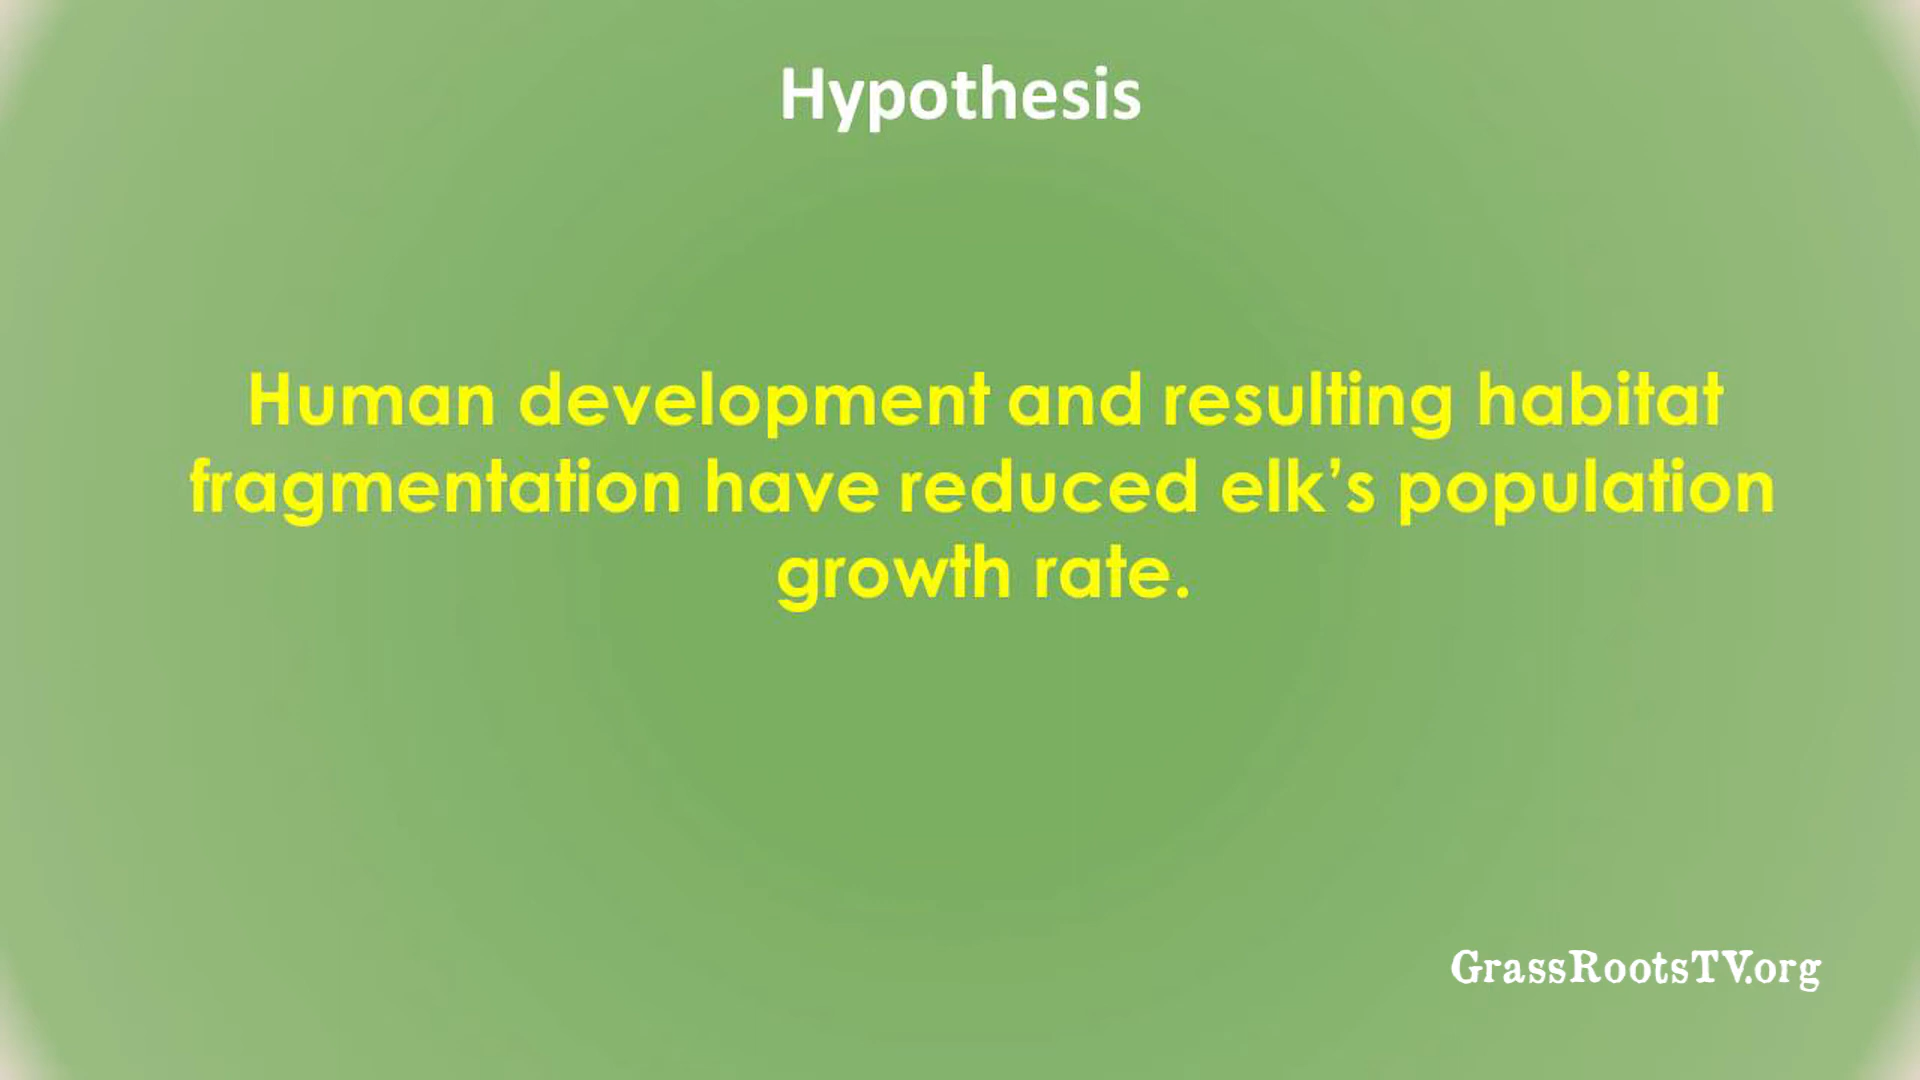 Hypothesis
Human development and resulting habitat
fragmentation have reduced elk’s population
growth rate.
GrassRootsTV.org